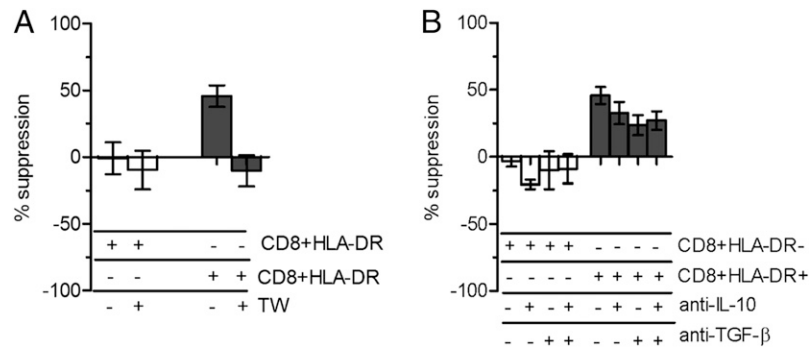 A
B
% suppression
100
50
0
-50
-100
+ + - - CD8+HLA-DR
- - + + CD8+HLA-DR
- + - + TW
% suppression
100
50
0
-50
-100
+ + + + - - - - CD8+HLA-DR-
- - - - + + + + CD8+HLA-DR+
- + - + - + - + anti-IL-10
- - + + - - + + anti-TGF-β